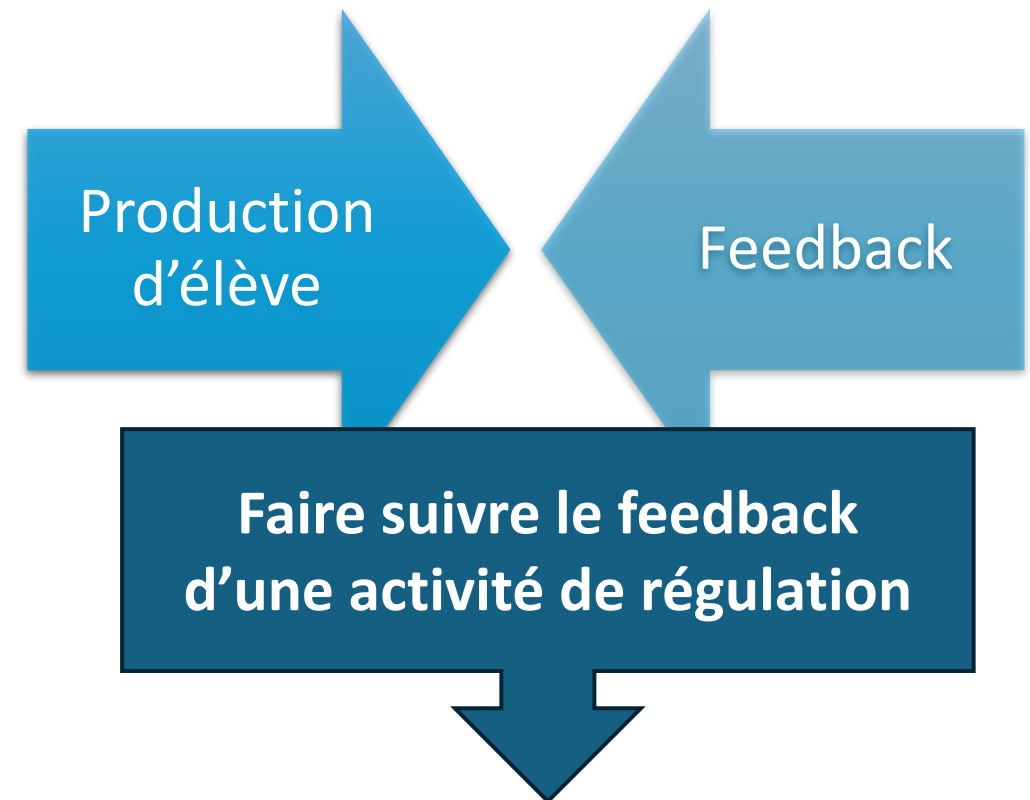 Production
d’élève
Feedback
Faire suivre le feedback
d’une activité de régulation